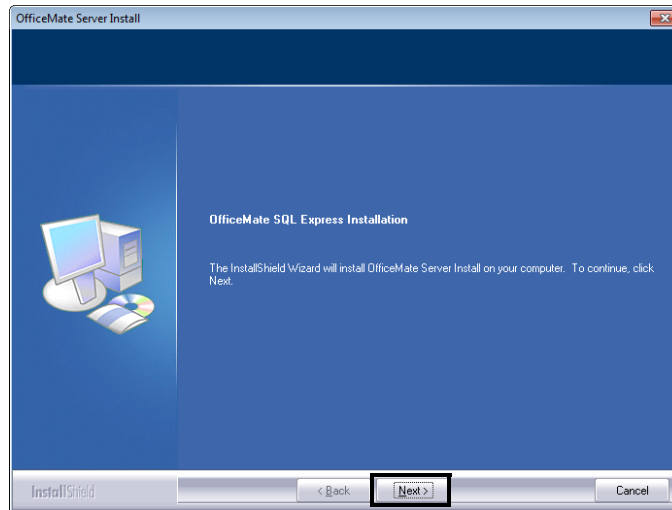 OfficeMate Server Install
OfficeMate SQL Express Installation
The InstallShield Wizard will install OfficeMate Server Install on your computer. To continue, click
Next.
InstallShield
< Back
Next >
Cancel